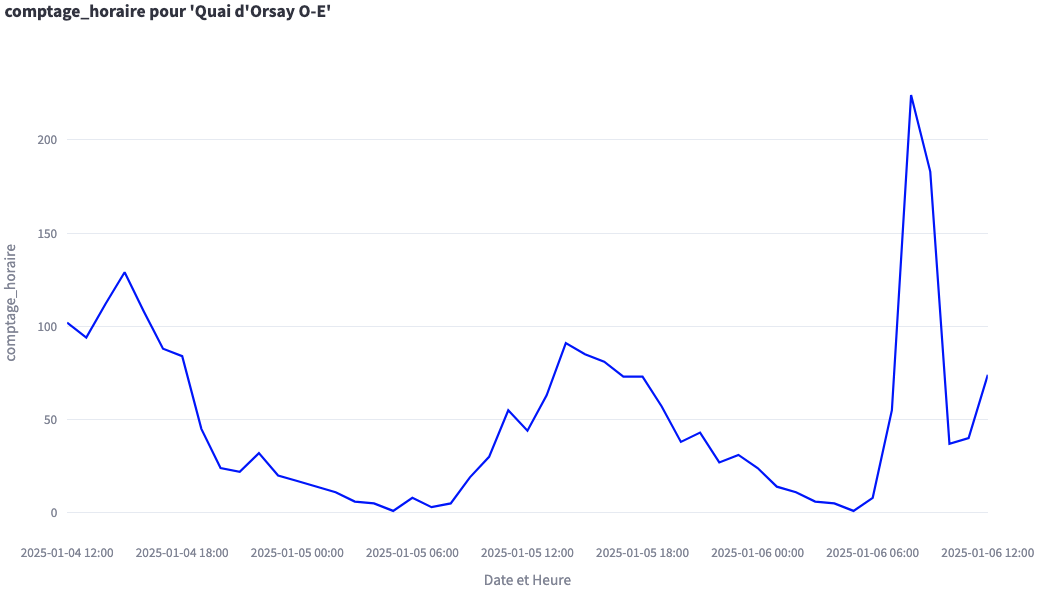 comptage_horaire pour 'Quai d'Orsay O-E'
200
150
100
50
0
comptage_horaire
2025-01-04 12:00 2025-01-04 18:00 2025-01-05 00:00 2025-01-05 06:00 2025-01-05 12:00 2025-01-05 18:00 2025-01-06 00:00 2025-01-06 06:00 2025-01-06 12:00
Date et Heure